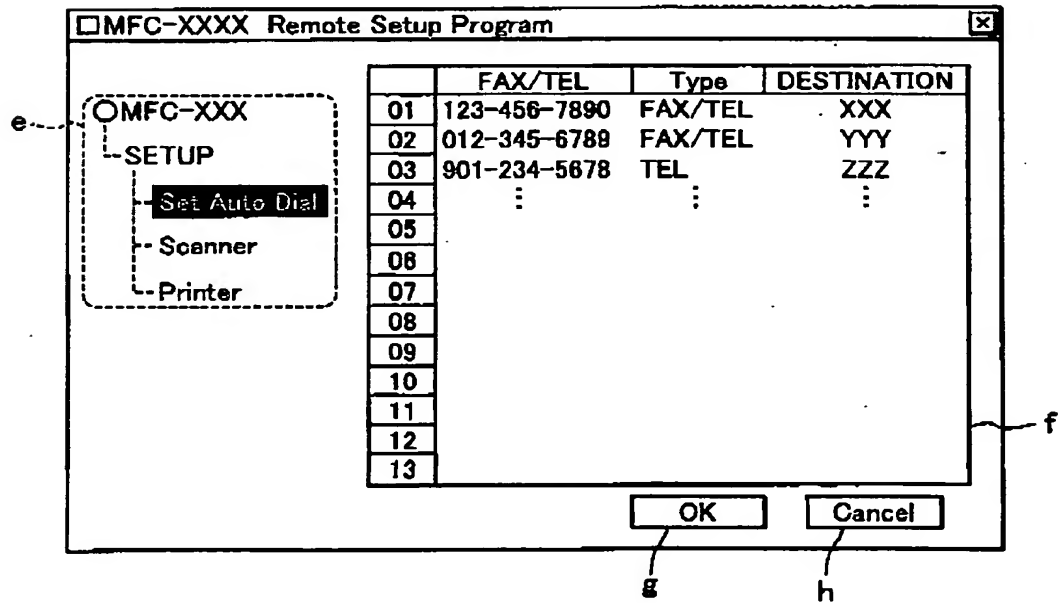 MFC-XXXX Remote Setup Program
FAX/TEL Type DESTINATION
01 123-456-7890 FAX/TEL XXX
02 012-345-6789 FAX/TEL YYY
03 901-234-5678 TEL ZZZ
04 ⋮ ⋮ ⋮
05
06
07
08
09
10
11
12
13
e
MFC-XXX
SETUP
Set Auto Dial
Scanner
Printer
f
OK Cancel
g h